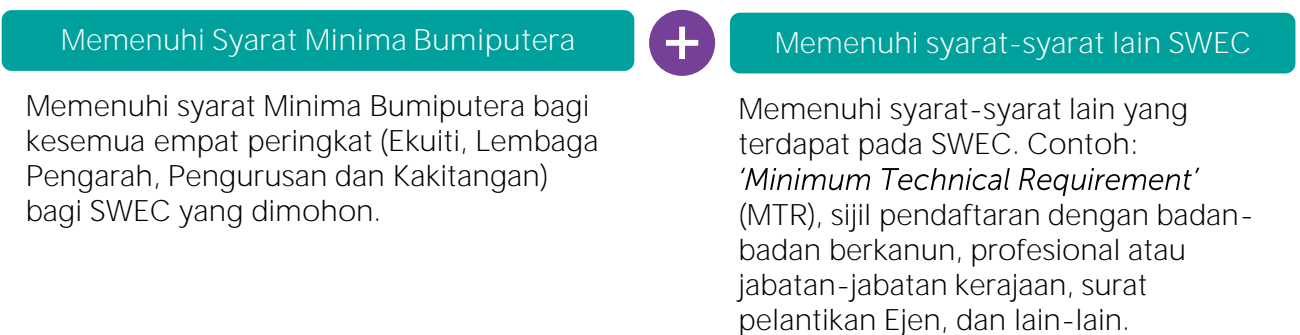 Memenuhi Syarat Minima Bumiputera
+
Memenuhi syarat-syarat lain SWEC
Memenuhi syarat Minima Bumiputera bagi
kesemua empat peringkat (Ekuiti, Lembaga
Pengarah, Pengurusan dan Kakitangan)
bagi SWEC yang dimohon.
Memenuhi syarat-syarat lain yang
terdapat pada SWEC. Contoh:
‘Minimum Technical Requirement’
(MTR), sijil pendaftaran dengan badan-
badan berkanun, profesional atau
jabatan-jabatan kerajaan, surat
pelantikan Ejen, dan lain-lain.